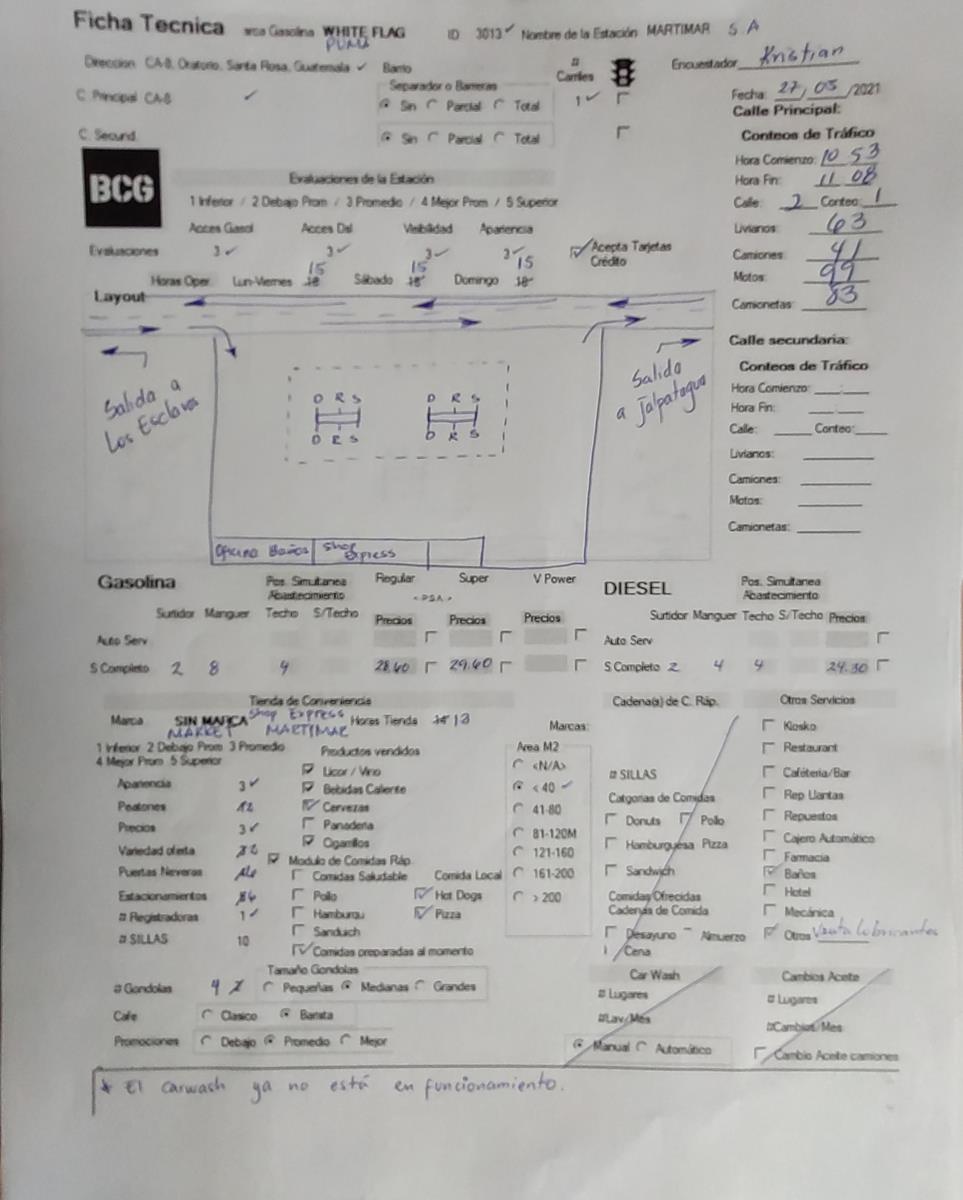 Ficha Tecnica arca Gasolina WHITE FLAG ID 3013 ✓ Nombre de la Estación MARTIMAR S.A
PUMA
Direccion CA-8, Oratorio, Santa Rosa, Guatemala ✓ Barrio # Carriles Encuestador Kristian
Separador o Barreras
C. Principal CA-8 ✓ Sin Parcial Total 1 ✓ Fecha: 27/05/2021
C. Secund. Sin Parcial Total
Calle Principal:
Conteos de Tráfico
Hora Comienzo: 10 53
Hora Fin: 11 08
Calle: 2 Conteo: 1
Livianos: 63
Camiones: 41
Motos: 99
Camionetas: 83
BCG
Evaluaciones de la Estación
1 Inferior / 2 Debajo Prom / 3 Promedio / 4 Mejor Prom / 5 Superior
Acces Gasol Acces Dsl Visibilidad Apariencia
Evaluaciones 3 ✓ 3 ✓ 3 ✓ 3 ✓ Acepta Tarjetas Crédito
15 15 15
Horas Oper. Lun-Viernes 18 Sábado 18 Domingo 18
Layout
Salida a Los Esclavos
D R S D R S
D R S D R S
Salida a Jalpatagua
Oficina Baños Shop Express
Calle secundaria:
Conteos de Tráfico
Hora Comienzo:
Hora Fin:
Calle: Conteo:
Livianos:
Camiones:
Motos:
Camionetas:
Gasolina Pos. Simultanea Abastecimiento Regular Super V Power
Surtidor Manguer Techo S/Techo Precios Precios Precios
Auto Serv
S.Completo 2 8 4 28.60 29.60
DIESEL Pos. Simultanea Abastecimiento
Surtidor Manguer Techo S/Techo Precios
Auto Serv
S.Completo 2 4 4 24.30
Tienda de Conveniencia
Marca SIN MARCA Shop Express Horas Tienda 13
MARKET MARTIMAR
1 Inferior 2 Debajo Prom 3 Promedio
4 Mejor Prom 5 Superior
Apariencia 3 ✓
Peatones
Precios 3 ✓
Variedad oferta
Puertas Neveras
Estacionamientos
# Registradoras 1 ✓
# SILLAS 10
Productos vendidos
Licor / Vino
Bebidas Caliente
Cervezas
Panaderia
Cigarrillos
Modulo de Comidas Ráp.
Comidas Saludable Comida Local
Pollo Hot Dogs
Hamburqu Pizza
Sanduich
Comidas preparadas al momento
Marcas:
Area M2
<N/A>
< 40 ✓
41-80
81-120M
121-160
161-200
> 200
Tamaño Gondolas
# Gondolas 4 Pequeñas Medianas Grandes
Cafe Clasico Barista
Promociones Debajo Promedio Mejor
Cadena(s) de C. Ráp.
# SILLAS
Catgorias de Comidas
Donuts Pollo
Hamburguesa Pizza
Sandwich
Comidas Ofrecidas
Cadenas de Comida
Desayuno Almuerzo
Cena
Otros Servicios
Kiosko
Restaurant
Caféteria/Bar
Rep Llantas
Repuestos
Cajero Automático
Farmacia
Baños
Hotel
Mecánica
Otros Venta lubricantes
Car Wash
# Lugares
#Lav/Mes
Manual Automático
Cambios Aceite
# Lugares
#Cambios/Mes
Cambio Aceite camiones
* El carwash ya no está en funcionamiento.